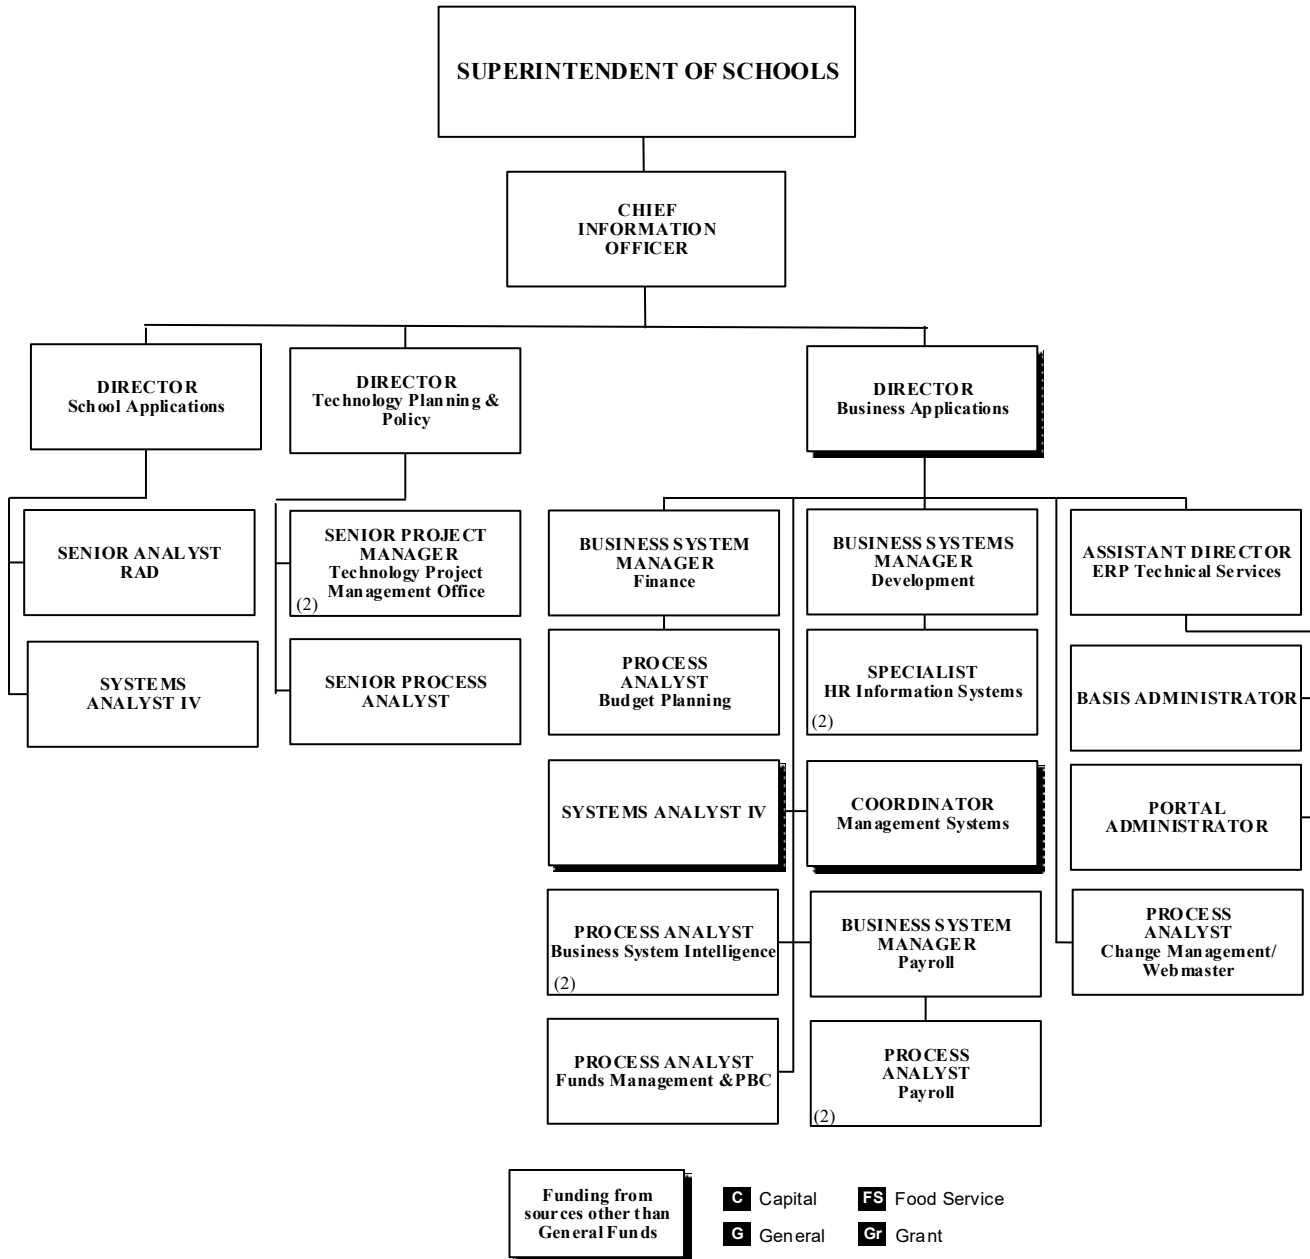 SUPERINTENDENT OF SCHOOLS
CHIEF
INFORMATION
OFFICER
DIRECTOR
School Applications
DIRECTOR
Technology Planning &
Policy
DIRECTOR
Business Applications
SENIOR ANALYST
RAD
SENIOR PROJECT
MANAGER
Technology Project
Management Office
(2)
BUSINESS SYSTEM
MANAGER
Finance
BUSINESS SYSTEMS
MANAGER
Development
ASSISTANT DIRECTOR
ERP Technical Services
SYSTEMS
ANALYST IV
SENIOR PROCESS
ANALYST
PROCESS
ANALYST
Budget Planning
SPECIALIST
HR Information Systems
(2)
BASIS ADMINISTRATOR
SYSTEMS ANALYST IV
COORDINATOR
Management Systems
PORTAL
ADMINISTRATOR
PROCESS ANALYST
Business System Intelligence
(2)
BUSINESS SYSTEM
MANAGER
Payroll
PROCESS
ANALYST
Change Management/
Webmaster
PROCESS ANALYST
Funds Management &PBC
PROCESS
ANALYST
Payroll
(2)
Funding from
sources other than
General Funds
C Capital
FS Food Service
G General
Gr Grant